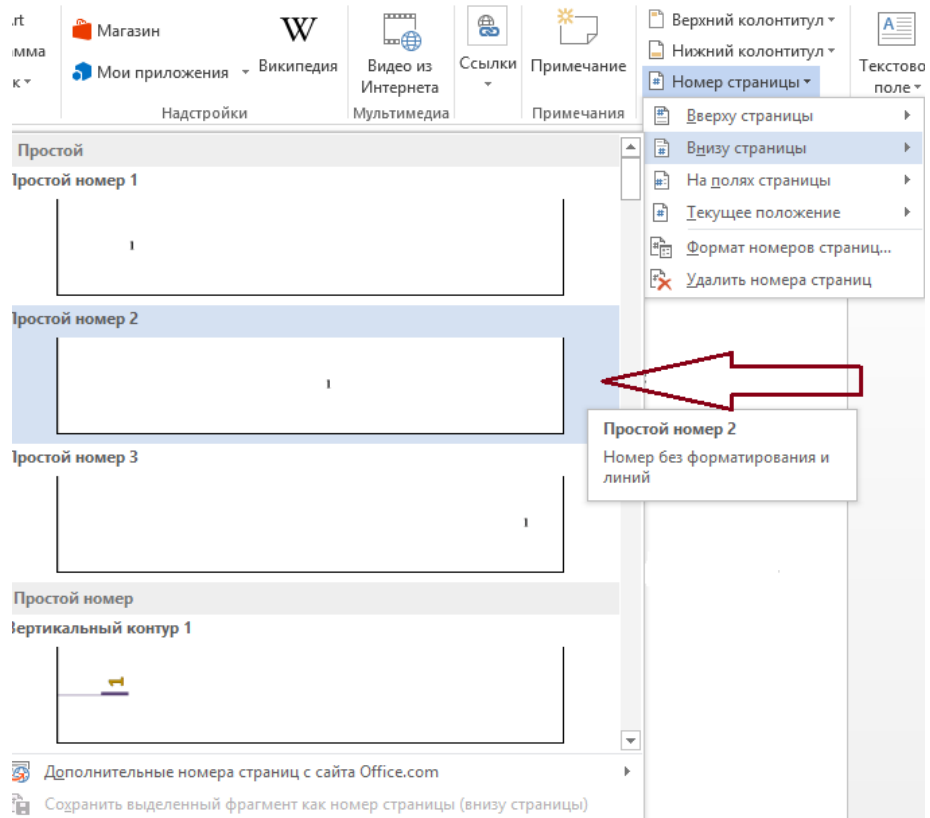 rt
Магазин
W
амма
Мои приложения
Википедия
Видео из
Интернета
Ссылки
Примечание
к
Надстройки
Мультимедиа
Примечания
Верхний колонтитул
Нижний колонтитул
Номер страницы
A
Текстово
поле
Вверху страницы
Внизу страницы
На полях страницы
Текущее положение
Формат номеров страниц...
Удалить номера страниц
Простой
Простой номер 1
1
Простой номер 2
1
Простой номер 2
Номер без форматирования и
линий
Простой номер 3
1
Простой номер
Вертикальный контур 1
1
Дополнительные номера страниц с сайта Office.com
Сохранить выделенный фрагмент как номер страницы (внизу страницы)